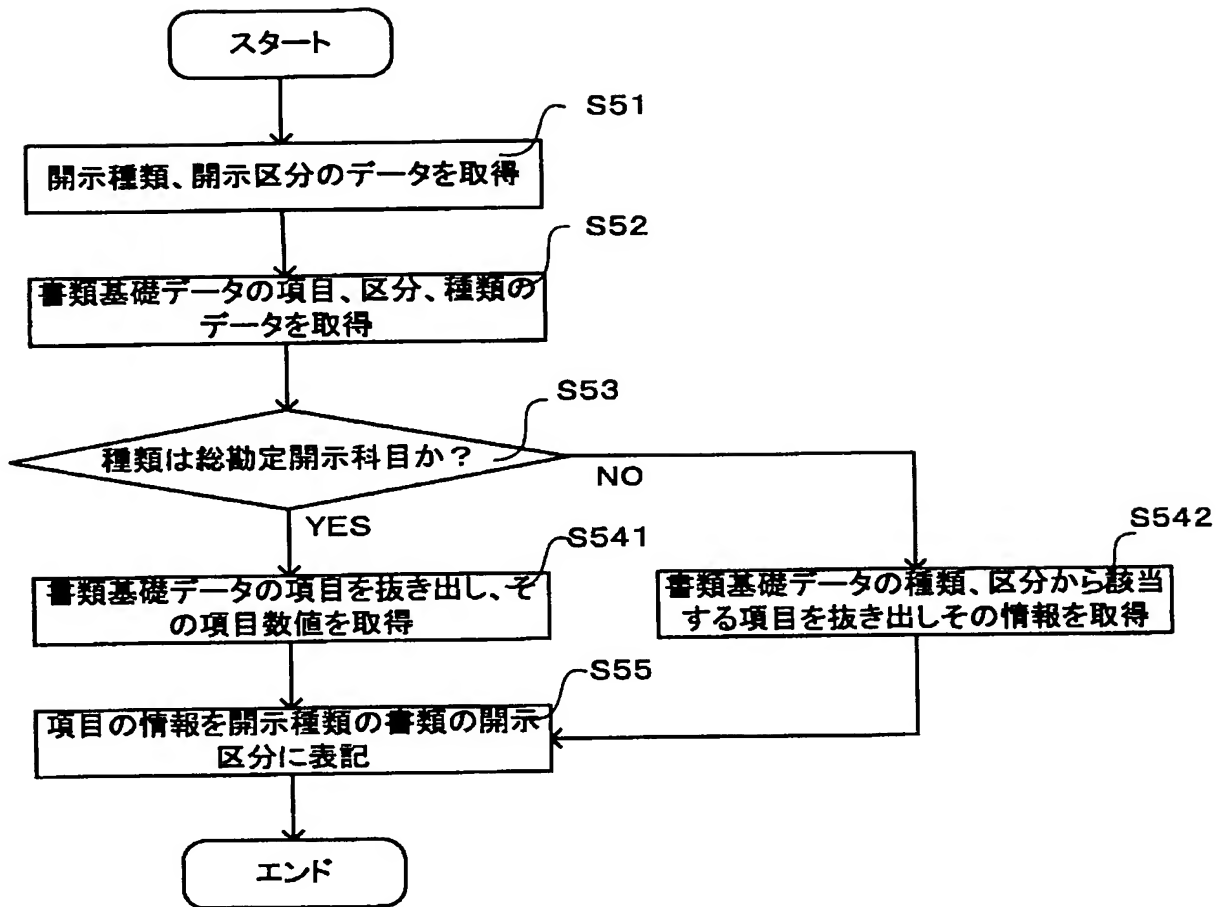 スタート
S51
開示種類、開示区分のデータを取得
S52
書類基礎データの項目、区分、種類の
データを取得
S53
種類は総勘定開示科目か？
NO
YES
S541
書類基礎データの項目を抜き出し、そ
の項目数値を取得
S542
書類基礎データの種類、区分から該当
する項目を抜き出しその情報を取得
S55
項目の情報を開示種類の書類の開示
区分に表記
エンド